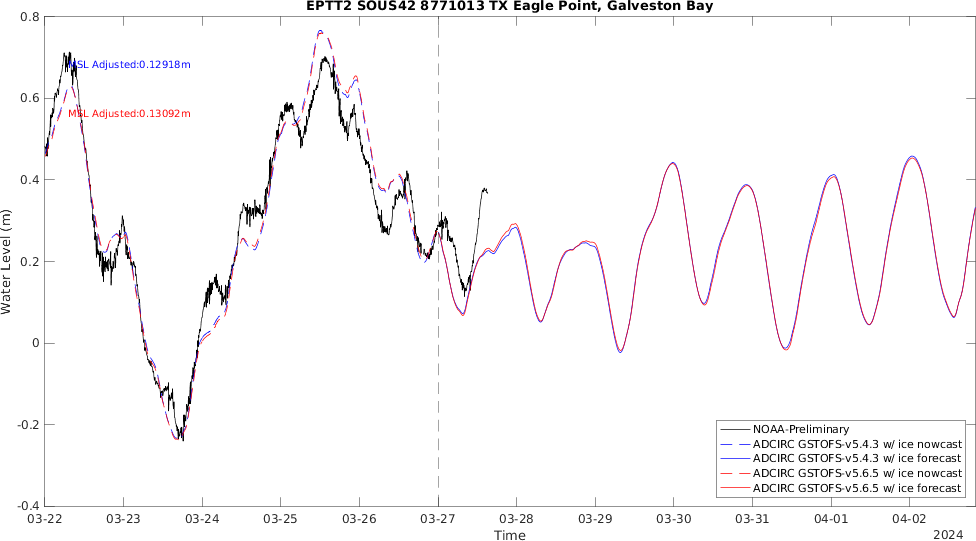 EPTT2 SOUS42 8771013 TX Eagle Point, Galveston Bay
0.8
0.6
0.4
0.2
0
-0.2
-0.4
Water Level (m)
MSL Adjusted:0.12918m
MSL Adjusted:0.13092m
NOAA-Preliminary
ADCIRC GSTOFS-v5.4.3 w/ ice nowcast
ADCIRC GSTOFS-v5.4.3 w/ ice forecast
ADCIRC GSTOFS-v5.6.5 w/ ice nowcast
ADCIRC GSTOFS-v5.6.5 w/ ice forecast
03-22 03-23 03-24 03-25 03-26 03-27 03-28 03-29 03-30 03-31 04-01 04-02
Time
2024